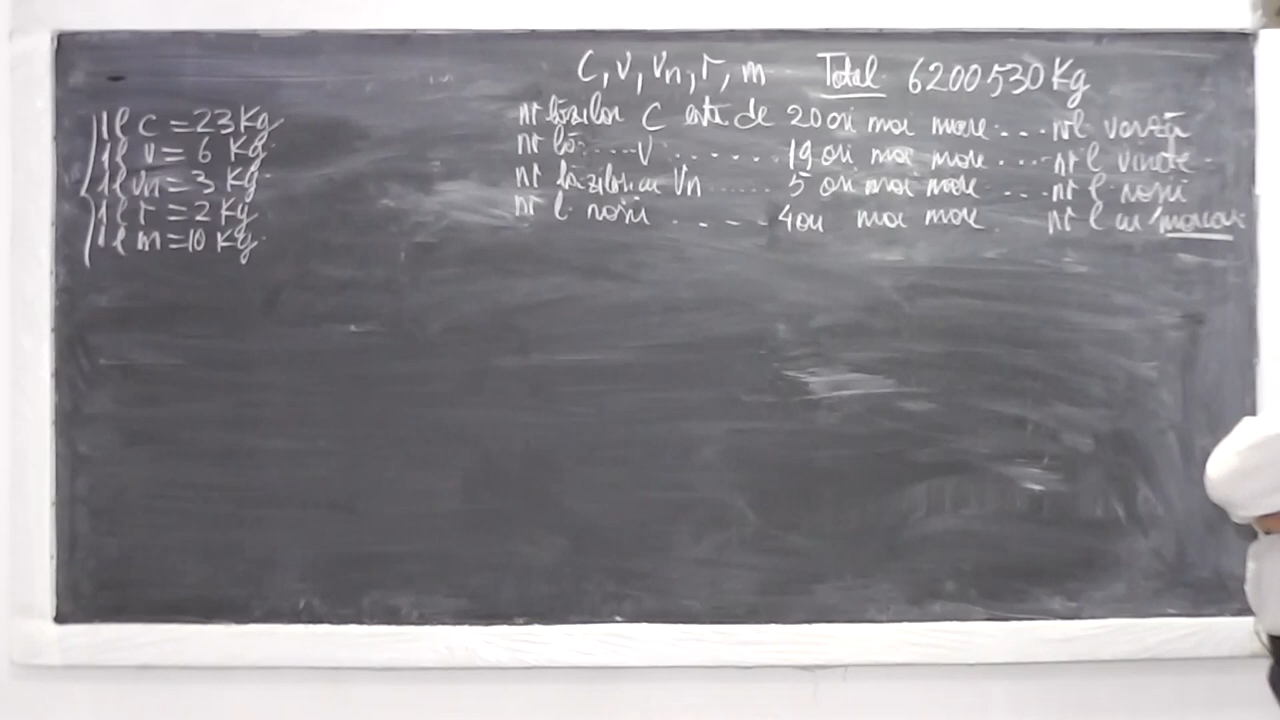 C, v, vn, r, m Total 6200530 Kg
1 l c = 23 Kg
1 l v = 6 Kg
1 l vn = 3 Kg
1 l r = 2 Kg
1 l m = 10 Kg
nr lăzilor C este de 20 ori mai mare ... nr l varză
nr lă ..... v ....... 19 ori mai mare .... nr l vinete
nr lăzilor cu Vn ..... 5 ori mai mare .... nr l roșii
nr l. roșii .... 4 ori mai mare. nr l cu morcov